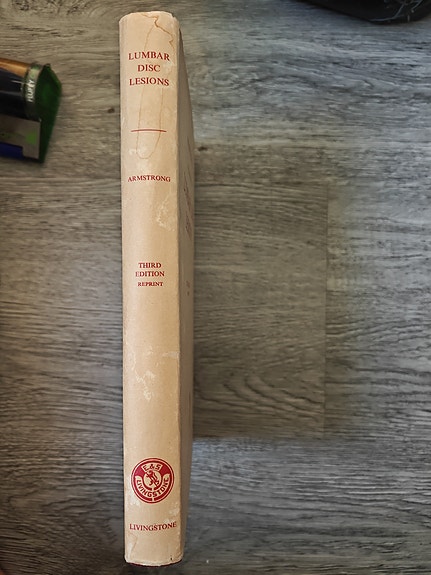 LUMBAR
DISC
LESIONS
ARMSTRONG
THIRD
EDITION
REPRINT
E & S
LIVINGSTONE
LIVINGSTONE